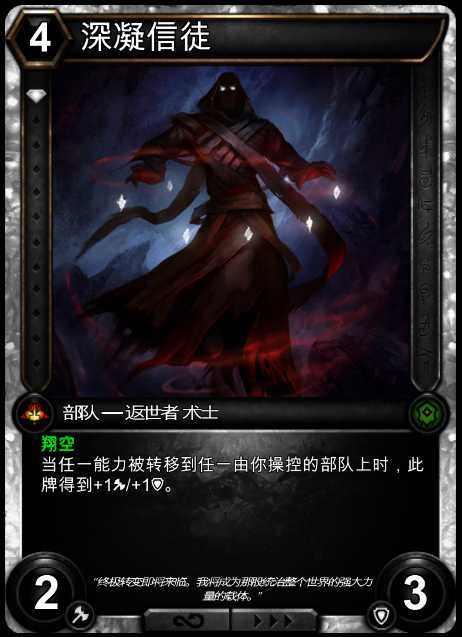 4
深凝信徒
部队 — 返世者 术士
翔空
当任一能力被转移到任一由你操控的部队上时，此
牌得到+1/+1。
“终极转变即将来临。我将成为那股统治整个世界的强大力
量的载体。”
2
3